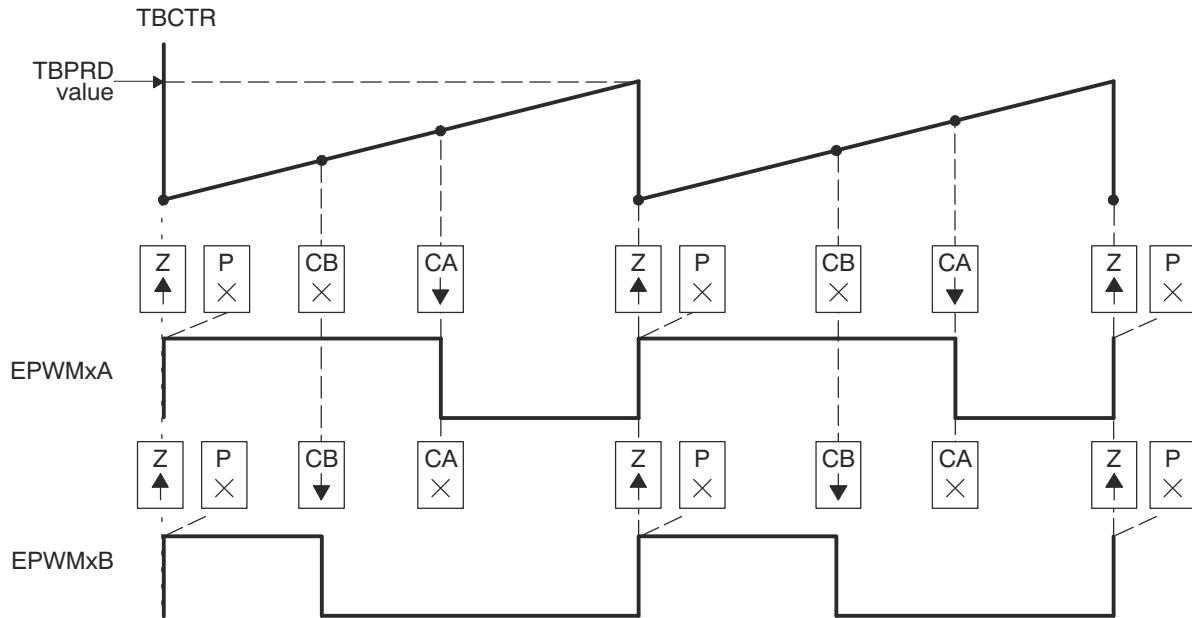 TBCTR
TBPRD
value
Z P CB CA Z P CB CA Z P
EPWMxA
Z P CB CA Z P CB CA Z P
EPWMxB